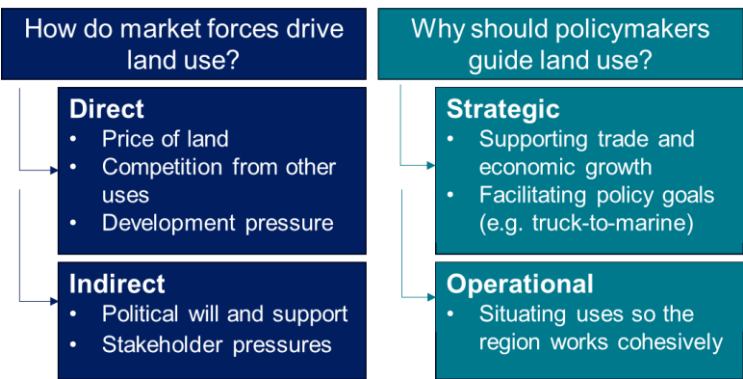 How do market forces drive
land use?
Direct
• Price of land
• Competition from other
uses
• Development pressure
Indirect
• Political will and support
• Stakeholder pressures
Why should policymakers
guide land use?
Strategic
• Supporting trade and
economic growth
• Facilitating policy goals
(e.g. truck-to-marine)
Operational
• Situating uses so the
region works cohesively